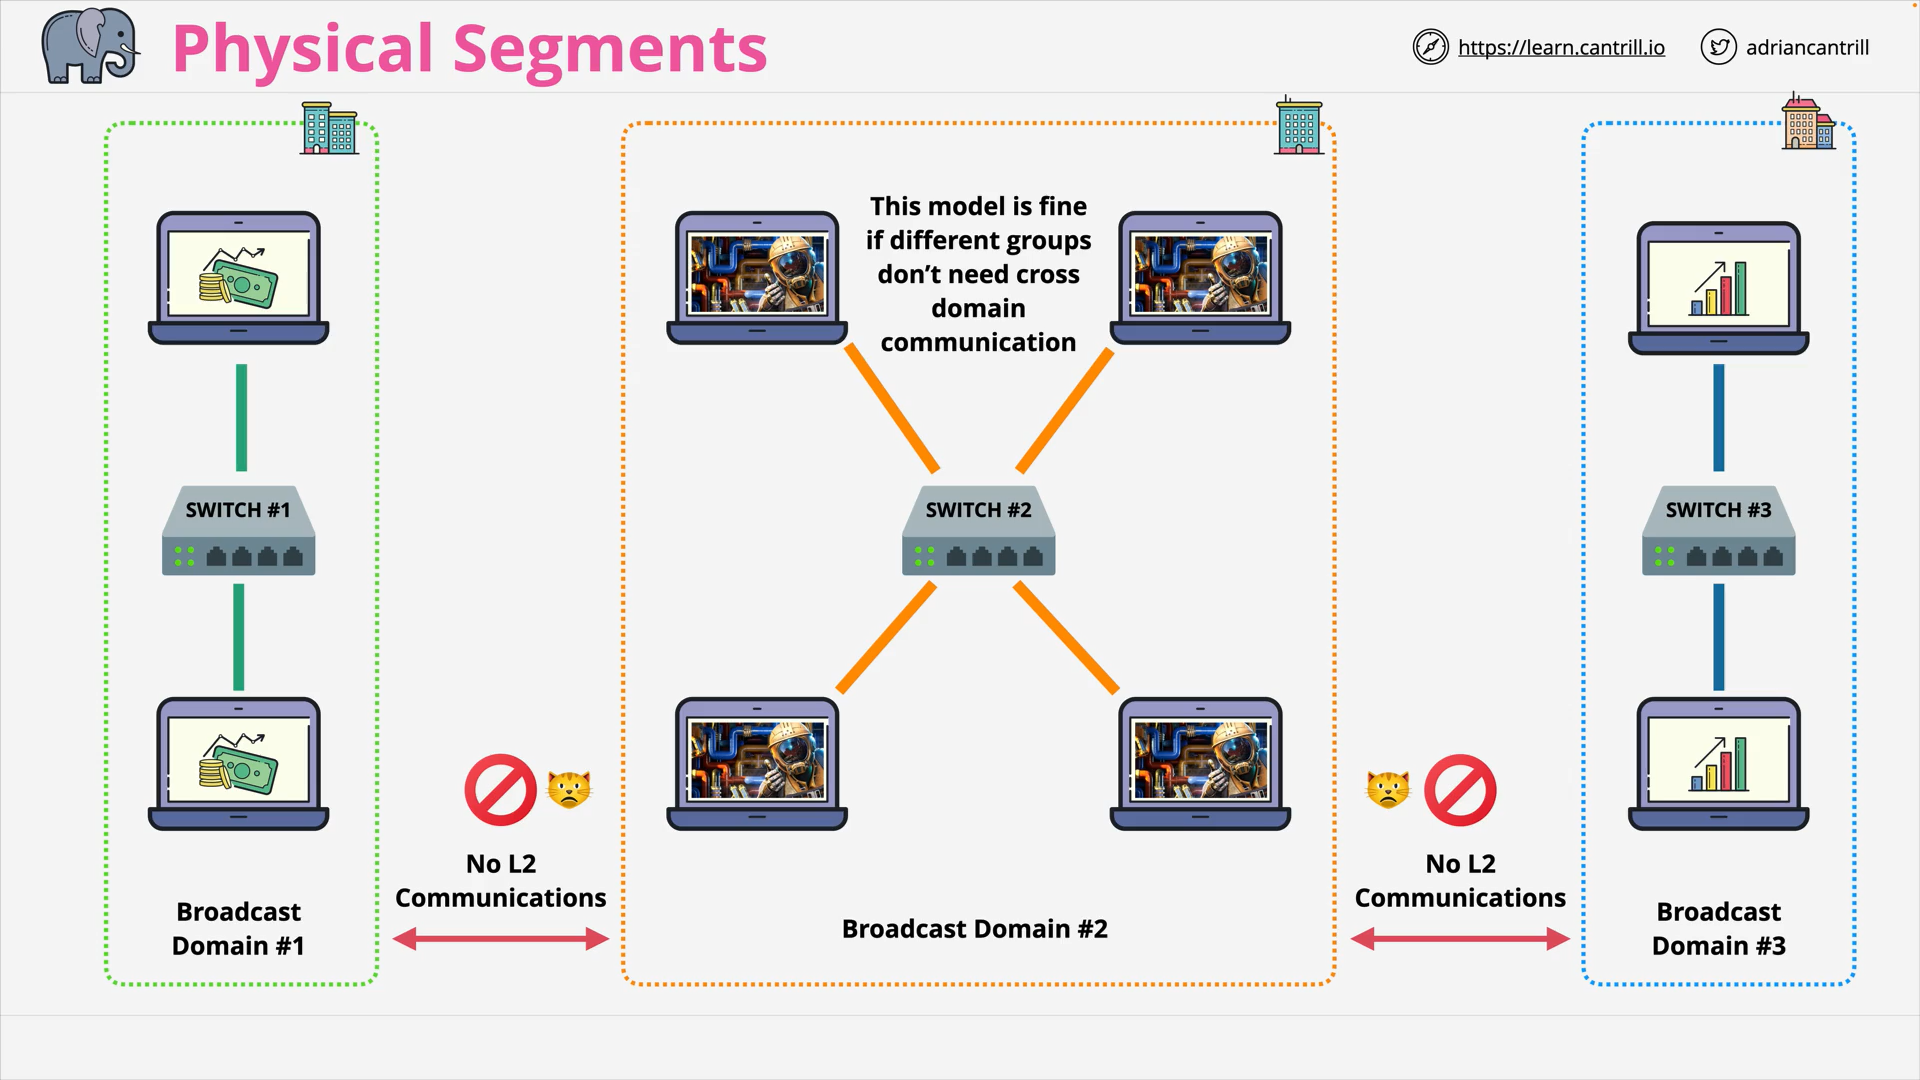 Physical Segments
https://learn.cantrill.io
adriancantrill
This model is fine
if different groups
don't need cross
domain
communication
SWITCH #1
SWITCH #2
SWITCH #3
No L2
Communications
No L2
Communications
Broadcast
Domain #1
Broadcast Domain #2
Broadcast
Domain #3